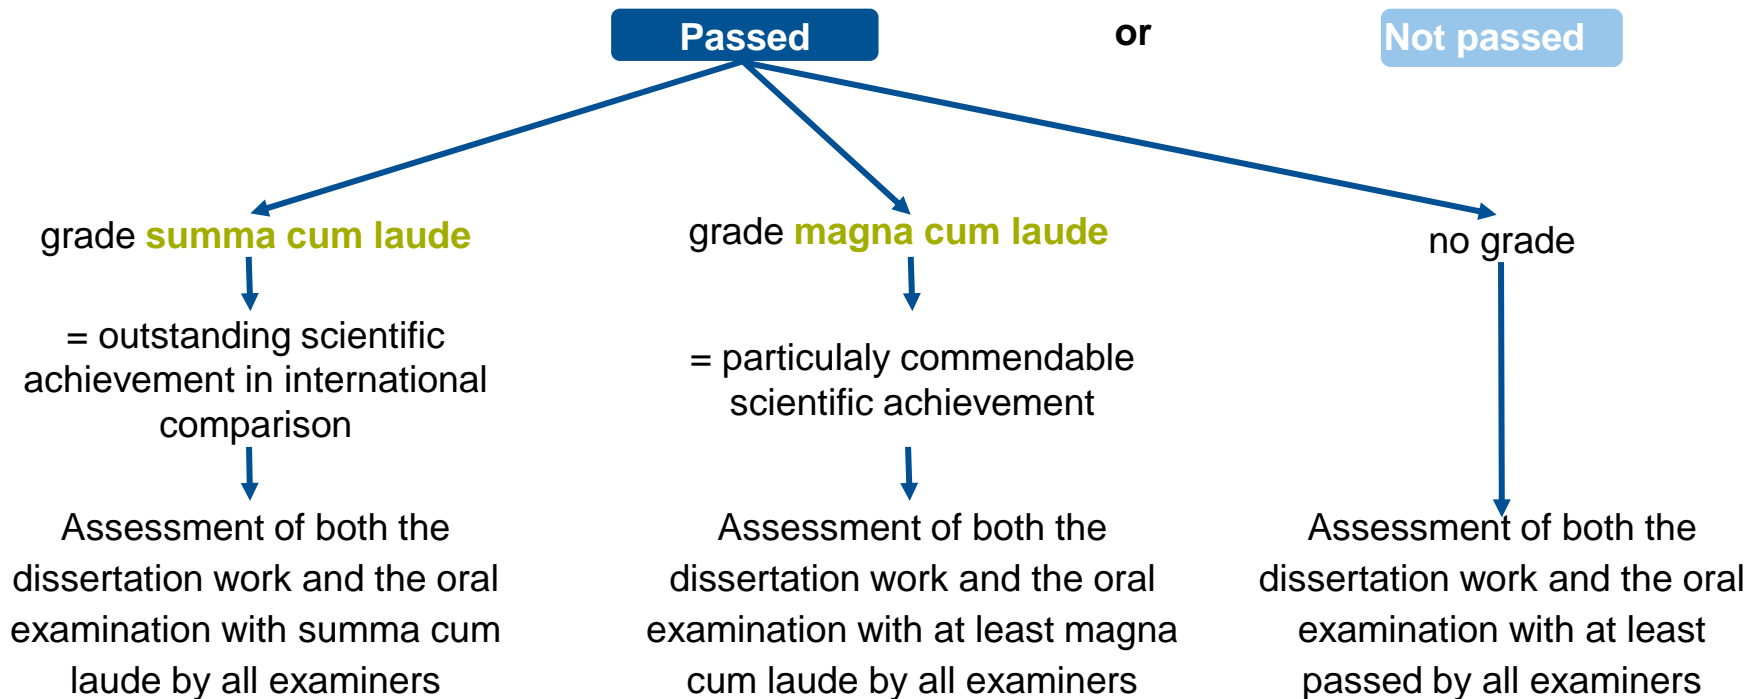 Passed or Not passed
grade summa cum laude
= outstanding scientific
achievement in international
comparison
Assessment of both the
dissertation work and the oral
examination with summa cum
laude by all examiners
grade magna cum laude
= particulaly commendable
scientific achievement
Assessment of both the
dissertation work and the oral
examination with at least magna
cum laude by all examiners
no grade
Assessment of both the
dissertation work and the oral
examination with at least
passed by all examiners